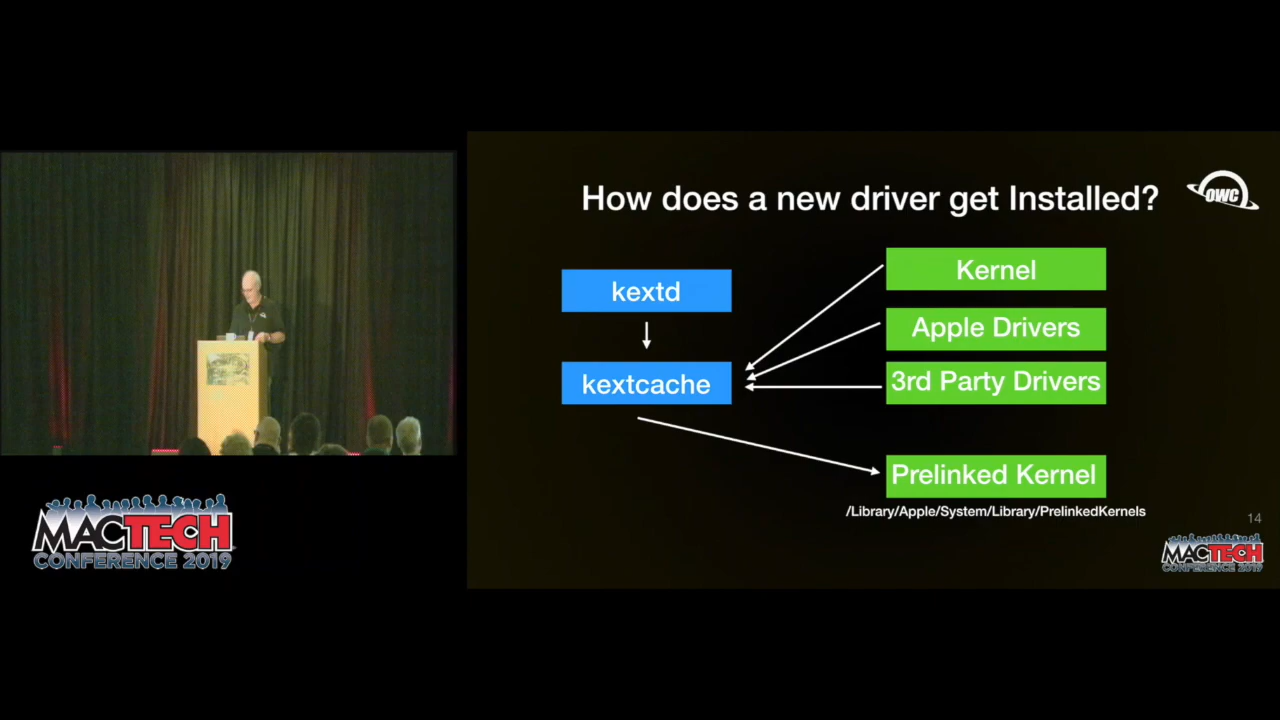 How does a new driver get Installed?
OWC
kextd
kextcache
Kernel
Apple Drivers
3rd Party Drivers
Prelinked Kernel
/Library/Apple/System/Library/PrelinkedKernels
14
MACTECH
CONFERENCE 2019
MACTECH
CONFERENCE 2019